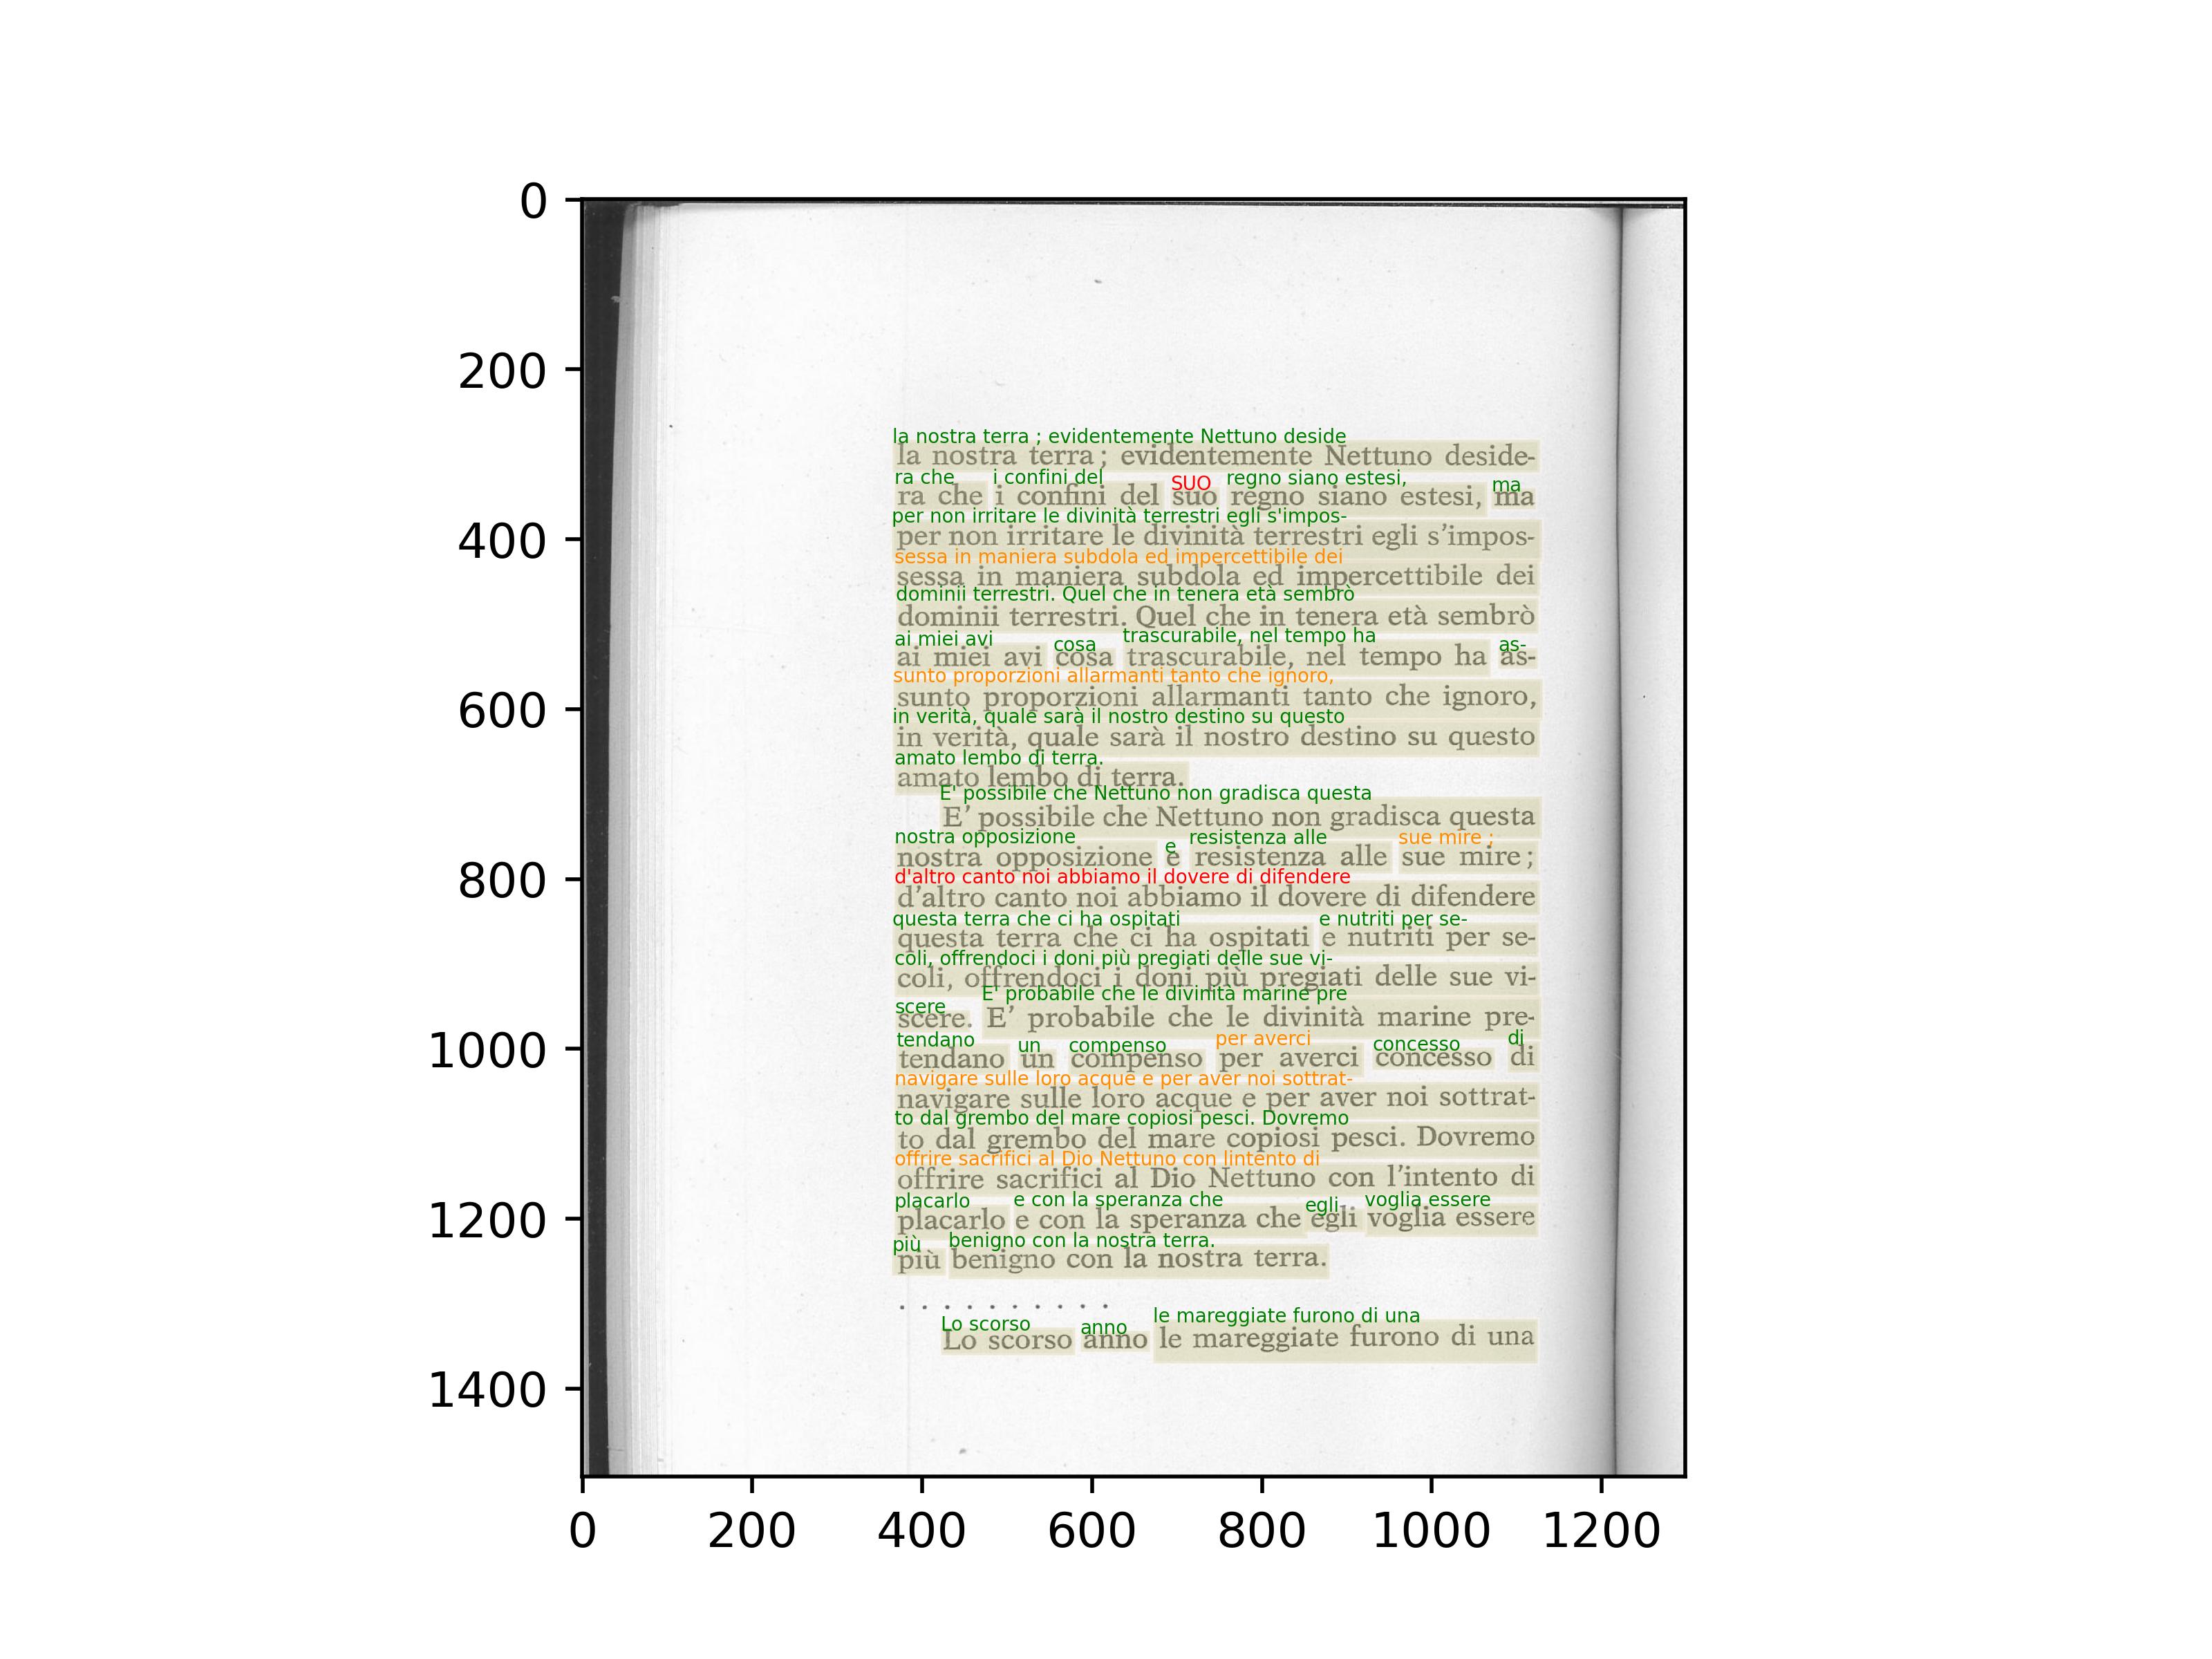 la nostra terra ; evidentemente Nettuno deside-
ra che i confini del suo regno siano estesi, ma
per non irritare le divinità terrestri egli s’impos-
sessa in maniera subdola ed impercettibile dei
dominii terrestri. Quel che in tenera età sembrò
ai miei avi cosa trascurabile, nel tempo ha as-
sunto proporzioni allarmanti tanto che ignoro,
in verità, quale sarà il nostro destino su questo
amato lembo di terra.
E’ possibile che Nettuno non gradisca questa
nostra opposizione e resistenza alle sue mire ;
d’altro canto noi abbiamo il dovere di difendere
questa terra che ci ha ospitati e nutriti per se-
coli, offrendoci i doni più pregiati delle sue vi-
scere. E’ probabile che le divinità marine pre-
tendano un compenso per averci concesso di
navigare sulle loro acque e per aver noi sottrat-
to dal grembo del mare copiosi pesci. Dovremo
offrire sacrifici al Dio Nettuno con l’intento di
placarlo e con la speranza che egli voglia essere
più benigno con la nostra terra.
. . . . . . . . . .
Lo scorso anno le mareggiate furono di una